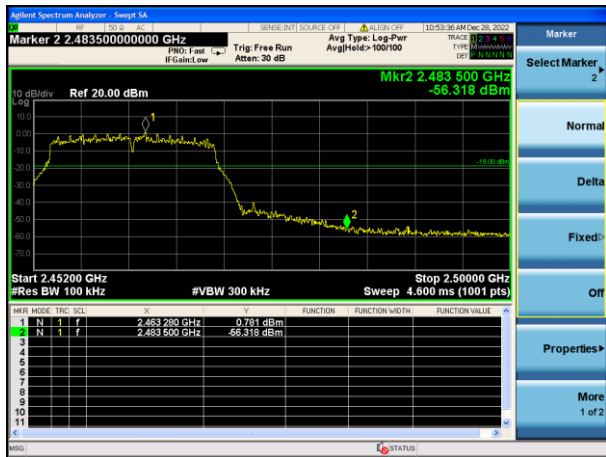 Agilent Spectrum Analyzer - Swept SA
RF 50 Ω AC SENSE:INT SOURCE OFF ALIGN OFF 10:53:36 AM Dec 28, 2022
Marker 2 2.483500000000 GHz
PNO: Fast
IFGain:Low
Trig: Free Run
Atten: 30 dB
Avg Type: Log-Pwr
Avg|Hold:>100/100
TRACE 1 2 3 4 5 6
TYPE M
DET P N N N N N
Mkr2 2.483 500 GHz
-56.318 dBm
10 dB/div Ref 20.00 dBm
Log
10.0
0.00
-10.0
-20.0
-30.0
-40.0
-50.0
-60.0
-70.0
1
-19.00 dBm
2
Start 2.45200 GHz Stop 2.50000 GHz
#Res BW 100 kHz #VBW 300 kHz Sweep 4.600 ms (1001 pts)
MKR MODE TRC SCL X Y FUNCTION FUNCTION WIDTH FUNCTION VALUE
1 N 1 f 2.463 280 GHz 0.781 dBm
2 N 1 f 2.483 500 GHz -56.318 dBm
3
4
5
6
7
8
9
10
11
MSG STATUS
Marker
Select Marker
2
Normal
Delta
Fixed
Off
Properties
More
1 of 2